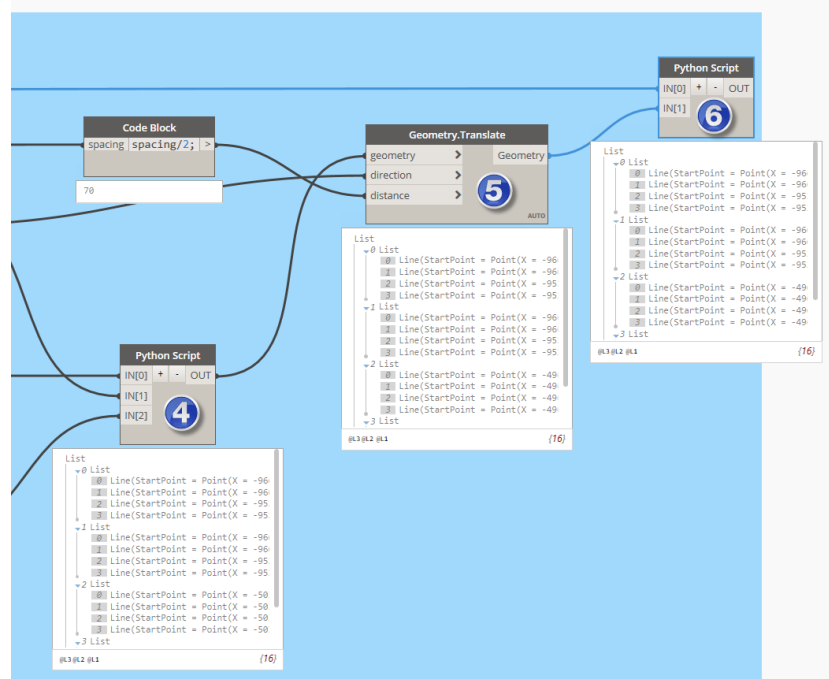 Python Script
IN[0] + - OUT
IN[1]
6
Code Block
spacing spacing/2; >
70
Geometry.Translate
geometry > Geometry
direction >
distance >
5
AUTO
List
0 List
0 Line(StartPoint = Point(X = -96
1 Line(StartPoint = Point(X = -96
2 Line(StartPoint = Point(X = -95
3 Line(StartPoint = Point(X = -95
1 List
0 Line(StartPoint = Point(X = -96
1 Line(StartPoint = Point(X = -96
2 Line(StartPoint = Point(X = -95
3 Line(StartPoint = Point(X = -95
2 List
0 Line(StartPoint = Point(X = -49
1 Line(StartPoint = Point(X = -49
2 Line(StartPoint = Point(X = -49
3 Line(StartPoint = Point(X = -49
3 List
@L3 @L2 @L1 {16}
List
0 List
0 Line(StartPoint = Point(X = -96
1 Line(StartPoint = Point(X = -96
2 Line(StartPoint = Point(X = -95
3 Line(StartPoint = Point(X = -95
1 List
0 Line(StartPoint = Point(X = -96
1 Line(StartPoint = Point(X = -96
2 Line(StartPoint = Point(X = -95
3 Line(StartPoint = Point(X = -95
2 List
0 Line(StartPoint = Point(X = -49
1 Line(StartPoint = Point(X = -49
2 Line(StartPoint = Point(X = -49
3 Line(StartPoint = Point(X = -49
3 List
@L3 @L2 @L1 {16}
Python Script
IN[0] + - OUT
IN[1]
IN[2]
4
List
0 List
0 Line(StartPoint = Point(X = -96
1 Line(StartPoint = Point(X = -96
2 Line(StartPoint = Point(X = -95
3 Line(StartPoint = Point(X = -95
1 List
0 Line(StartPoint = Point(X = -96
1 Line(StartPoint = Point(X = -96
2 Line(StartPoint = Point(X = -95
3 Line(StartPoint = Point(X = -95
2 List
0 Line(StartPoint = Point(X = -50
1 Line(StartPoint = Point(X = -50
2 Line(StartPoint = Point(X = -50
3 Line(StartPoint = Point(X = -50
3 List
@L3 @L2 @L1 {16}